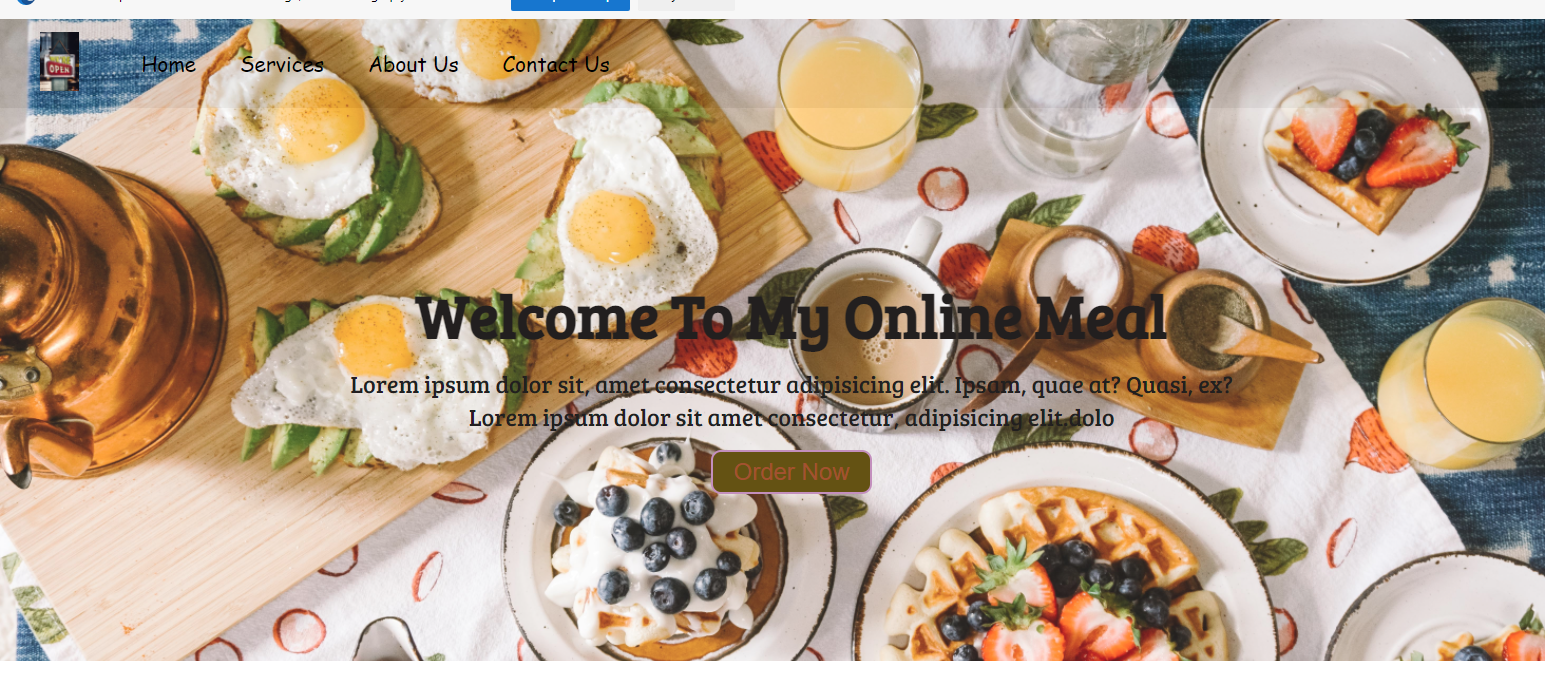 OPEN
Home Services About Us Contact Us
Welcome To My Online Meal
Lorem ipsum dolor sit, amet consectetur adipisicing elit. Ipsam, quae at? Quasi, ex?
Lorem ipsum dolor sit amet consectetur, adipisicing elit.dolo
Order Now